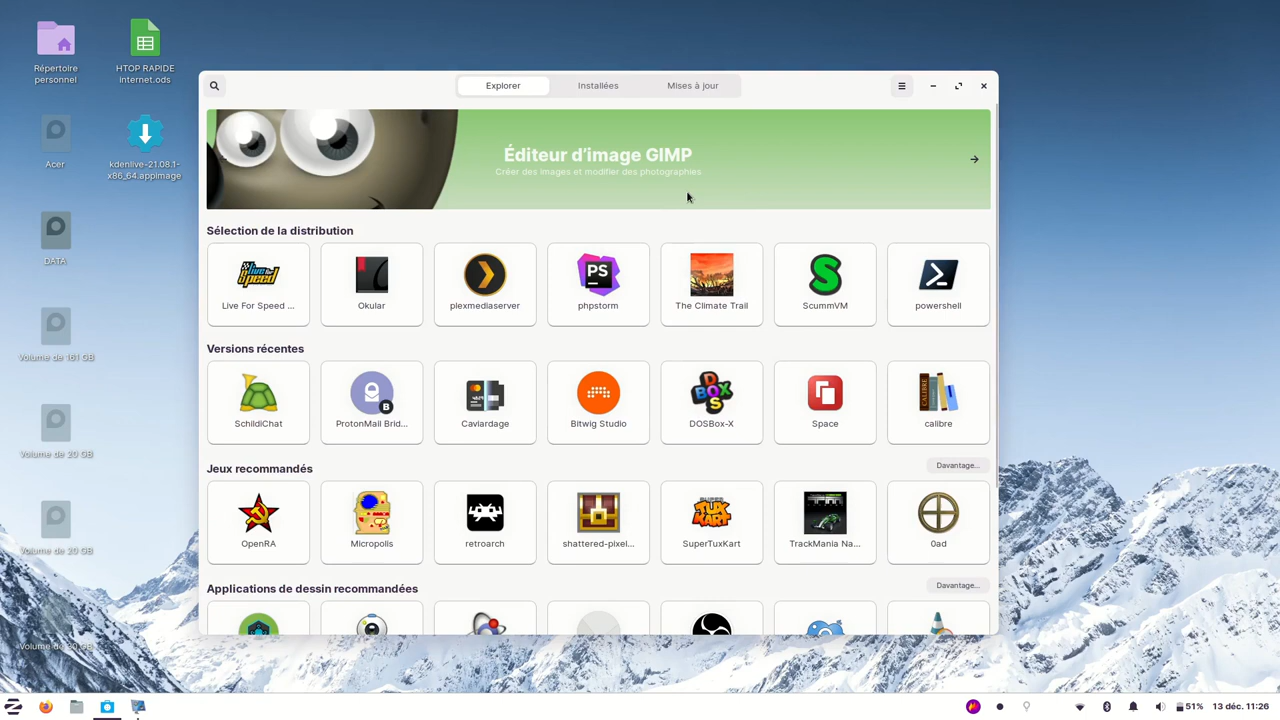 Répertoire
personnel
HTOP RAPIDE
internet.ods
Acer
kdenlive-21.08.1-
x86_64.appimage
DATA
Volume de 161 GB
Volume de 20 GB
Volume de 20 GB
Explorer
Installées
Mises à jour
Éditeur d’image GIMP
Créer des images et modifier des photographies
Sélection de la distribution
Live For Speed ...
Okular
plexmediaserver
PS
phpstorm
The Climate Trail
ScummVM
powershell
Versions récentes
SchildiChat
B
ProtonMail Brid...
Caviardage
Bitwig Studio
DOSBox-X
Space
calibre
Jeux recommandés
Davantage...
OpenRA
Micropolis
retroarch
shattered-pixel...
SUPER
TUX
KART
SuperTuxKart
TrackMania Na...
0ad
Applications de dessin recommandées
Davantage...
51%
13 déc. 11:26